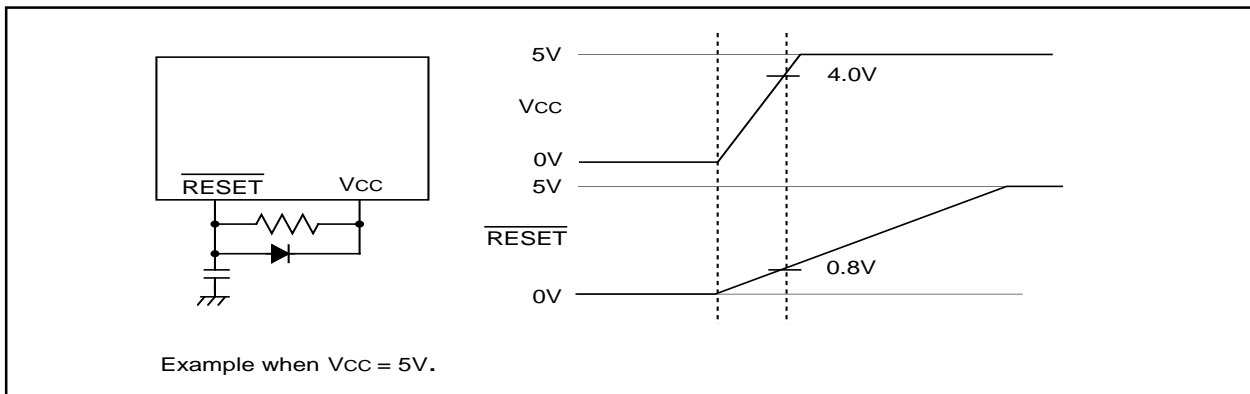 RESET
VCC
5V
4.0V
VCC
0V
5V
RESET
0.8V
0V
Example when VCC = 5V.